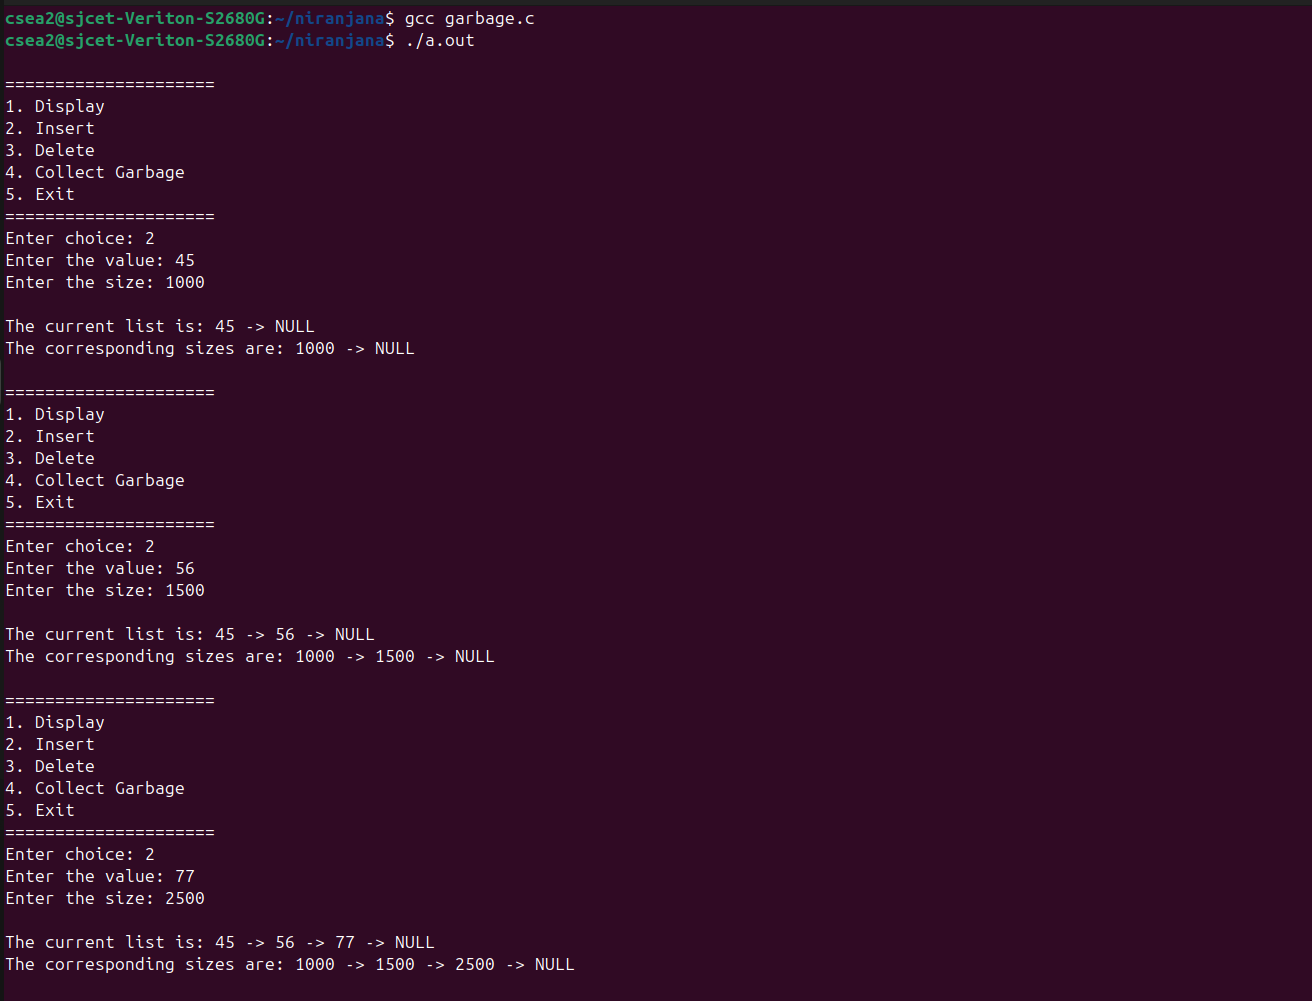 csea2@sjcet-Veriton-S2680G:~/niranjana$ gcc garbage.c
csea2@sjcet-Veriton-S2680G:~/niranjana$ ./a.out
=====================
1. Display
2. Insert
3. Delete
4. Collect Garbage
5. Exit
=====================
Enter choice: 2
Enter the value: 45
Enter the size: 1000
The current list is: 45 -> NULL
The corresponding sizes are: 1000 -> NULL
=====================
1. Display
2. Insert
3. Delete
4. Collect Garbage
5. Exit
=====================
Enter choice: 2
Enter the value: 56
Enter the size: 1500
The current list is: 45 -> 56 -> NULL
The corresponding sizes are: 1000 -> 1500 -> NULL
=====================
1. Display
2. Insert
3. Delete
4. Collect Garbage
5. Exit
=====================
Enter choice: 2
Enter the value: 77
Enter the size: 2500
The current list is: 45 -> 56 -> 77 -> NULL
The corresponding sizes are: 1000 -> 1500 -> 2500 -> NULL